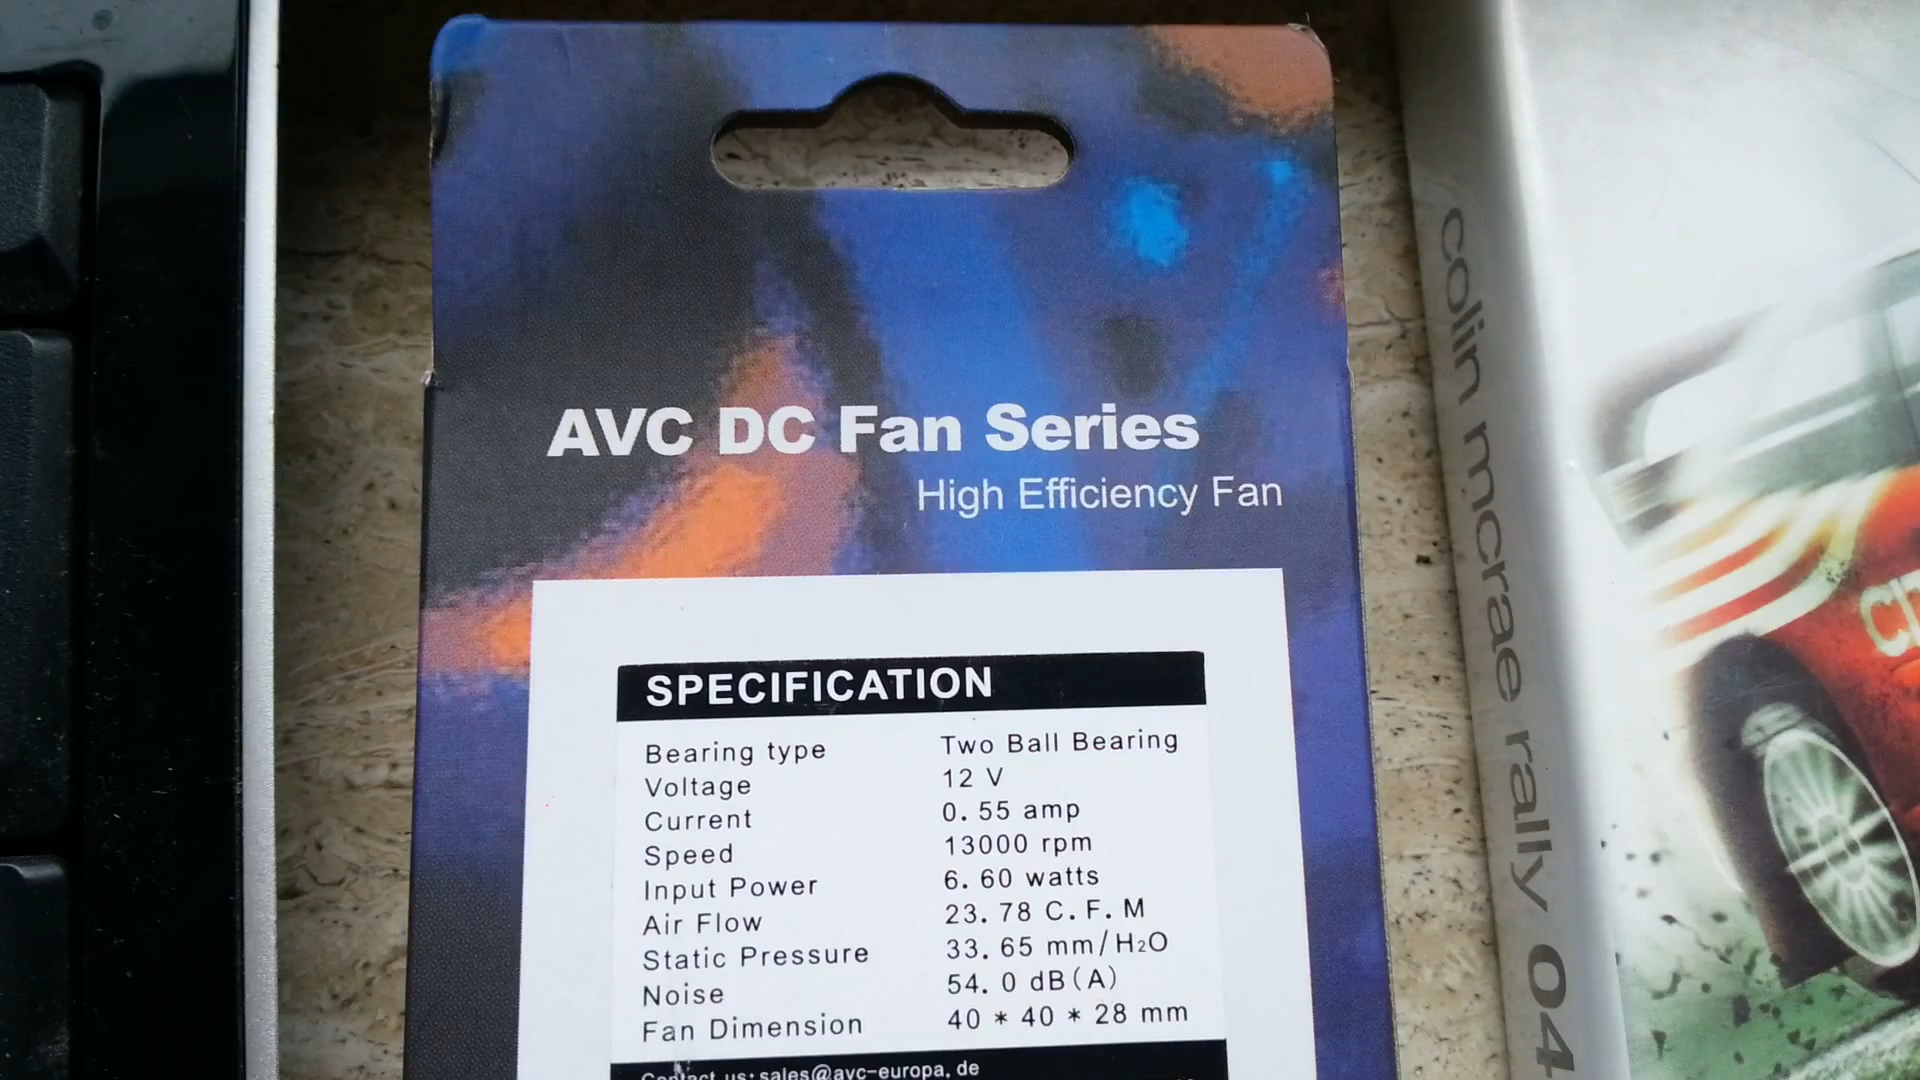 AVC DC Fan Series
High Efficiency Fan
SPECIFICATION
Bearing type Two Ball Bearing
Voltage 12 V
Current 0. 55 amp
Speed 13000 rpm
Input Power 6. 60 watts
Air Flow 23. 78 C. F. M
Static Pressure 33. 65 mm/H₂O
Noise 54. 0 dB(A)
Fan Dimension 40 * 40 * 28 mm
Contact us: sales@avc-europa. de
colin mcrae rally 04